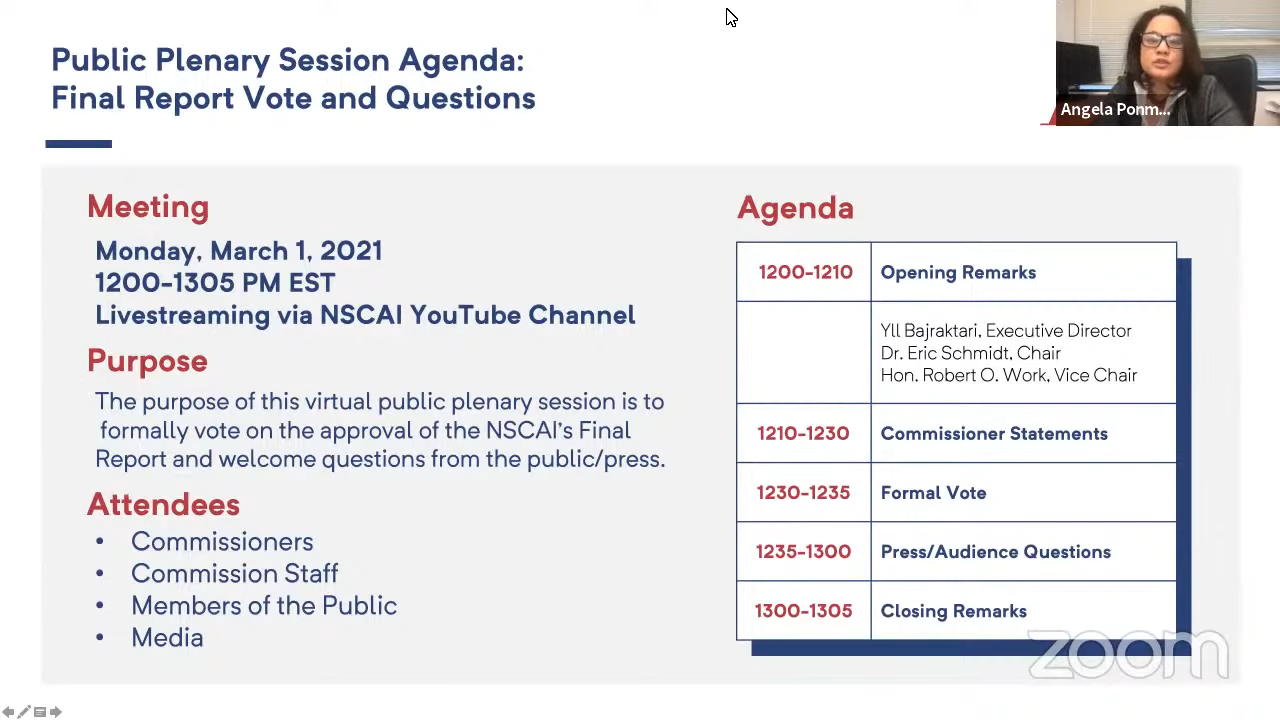 Public Plenary Session Agenda:
Final Report Vote and Questions
Angela Ponm...
Meeting
Monday, March 1, 2021
1200-1305 PM EST
Livestreaming via NSCAI YouTube Channel
Purpose
The purpose of this virtual public plenary session is to
formally vote on the approval of the NSCAI's Final
Report and welcome questions from the public/press.
Attendees
• Commissioners
• Commission Staff
• Members of the Public
• Media
Agenda
1200-1210 Opening Remarks
Yll Bajraktari, Executive Director
Dr. Eric Schmidt, Chair
Hon. Robert O. Work, Vice Chair
1210-1230 Commissioner Statements
1230-1235 Formal Vote
1235-1300 Press/Audience Questions
1300-1305 Closing Remarks
zoom